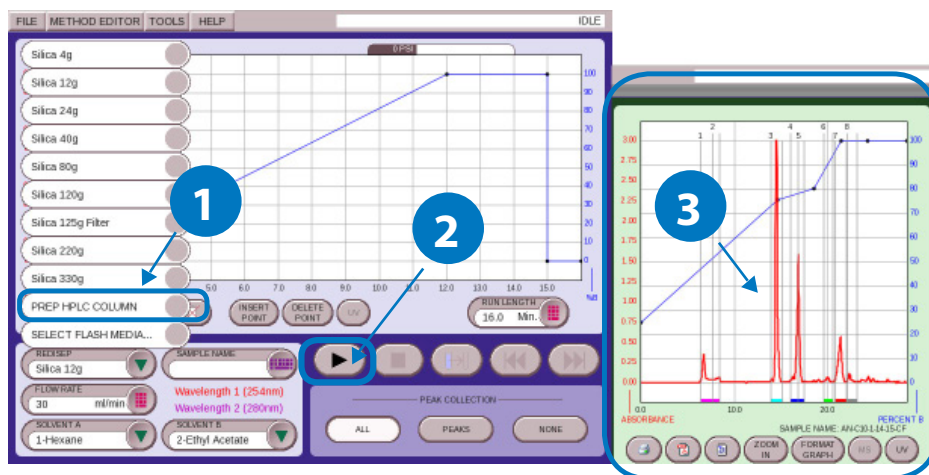 FILE METHOD EDITOR TOOLS HELP IDLE
0 PSI
Silica 4g
Silica 12g
Silica 24g
Silica 40g
Silica 80g
Silica 120g
Silica 125g Filter
Silica 220g
Silica 330g
PREP HPLC COLUMN
SELECT FLASH MEDIA...
1
2
3
100
90
80
70
60
50
40
30
20
10
0
%B
5.0 6.0 7.0 8.0 9.0 10.0 11.0 12.0 13.0 14.0 15.0
INSERT POINT
DELETE POINT
UV
RUN LENGTH
16.0 Min.
REDISEP
Silica 12g
SAMPLE NAME
FLOW RATE
30 ml/min
Wavelength 1 (254nm)
Wavelength 2 (280nm)
SOLVENT A
1-Hexane
SOLVENT B
2-Ethyl Acetate
PEAK COLLECTION
ALL PEAKS NONE
1 2 3 4 5 6 7 8
3.00
2.75
2.50
2.25
2.00
1.75
1.50
1.25
1.00
0.75
0.50
0.25
0.00
100
90
80
70
60
50
40
30
20
10
0
0.0 10.0 20.0
ABSORBANCE PERCENT B
SAMPLE NAME: AN-C10-1-14-15-CF
ZOOM IN
FORMAT GRAPH
MS
UV